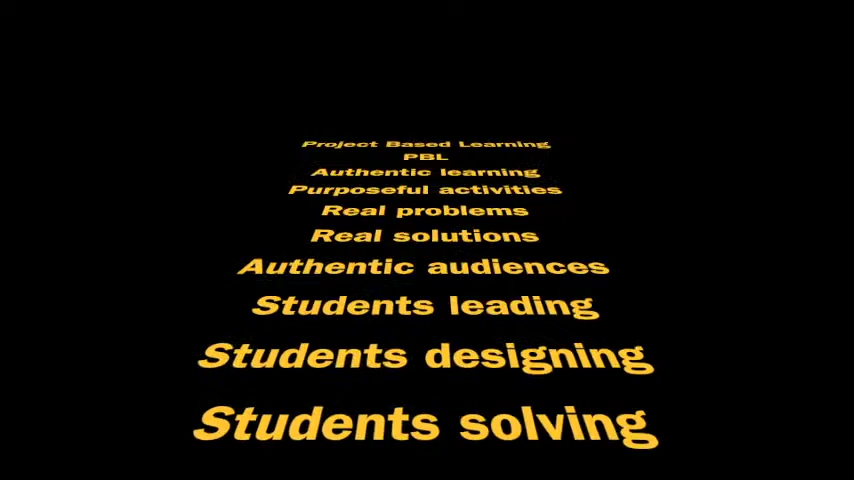 Project Based Learning
PBL
Authentic learning
Purposeful activities
Real problems
Real solutions
Authentic audiences
Students leading
Students designing
Students solving